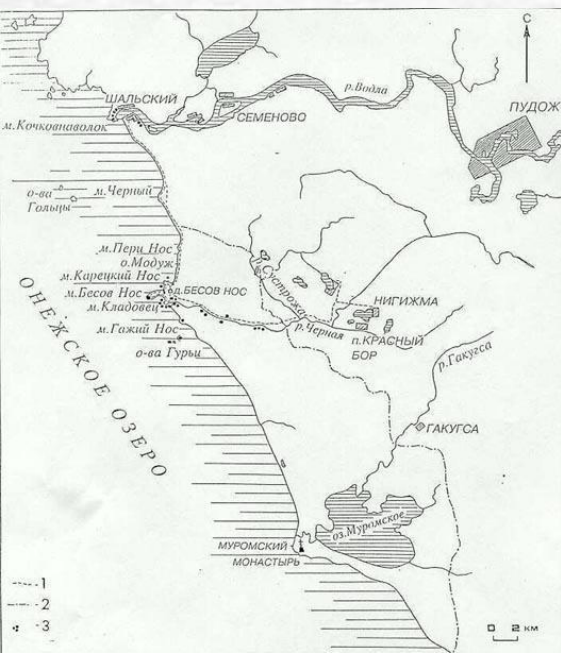 С
р.Водла
ПУДОЖ
ШАЛЬСКИЙ
СЕМЕНОВО
м.Кочковнаволок
о-ва
Гольцы
м.Черный
м.Пери Нос
о.Модуж
м.Карецкий Нос
м.Бесов Нос
д.БЕСОВ НОС
м.Кладовец
м.Гажий Нос
о-ва Гурьи
р.Сустрожа
НИГИЖМА
р.Черная
п.КРАСНЫЙ
БОР
р.Гакугса
ГАКУГСА
ОНЕЖСКОЕ ОЗЕРО
оз.Муромское
МУРОМСКИЙ
МОНАСТЫРЬ
1
2
3
0 2 км